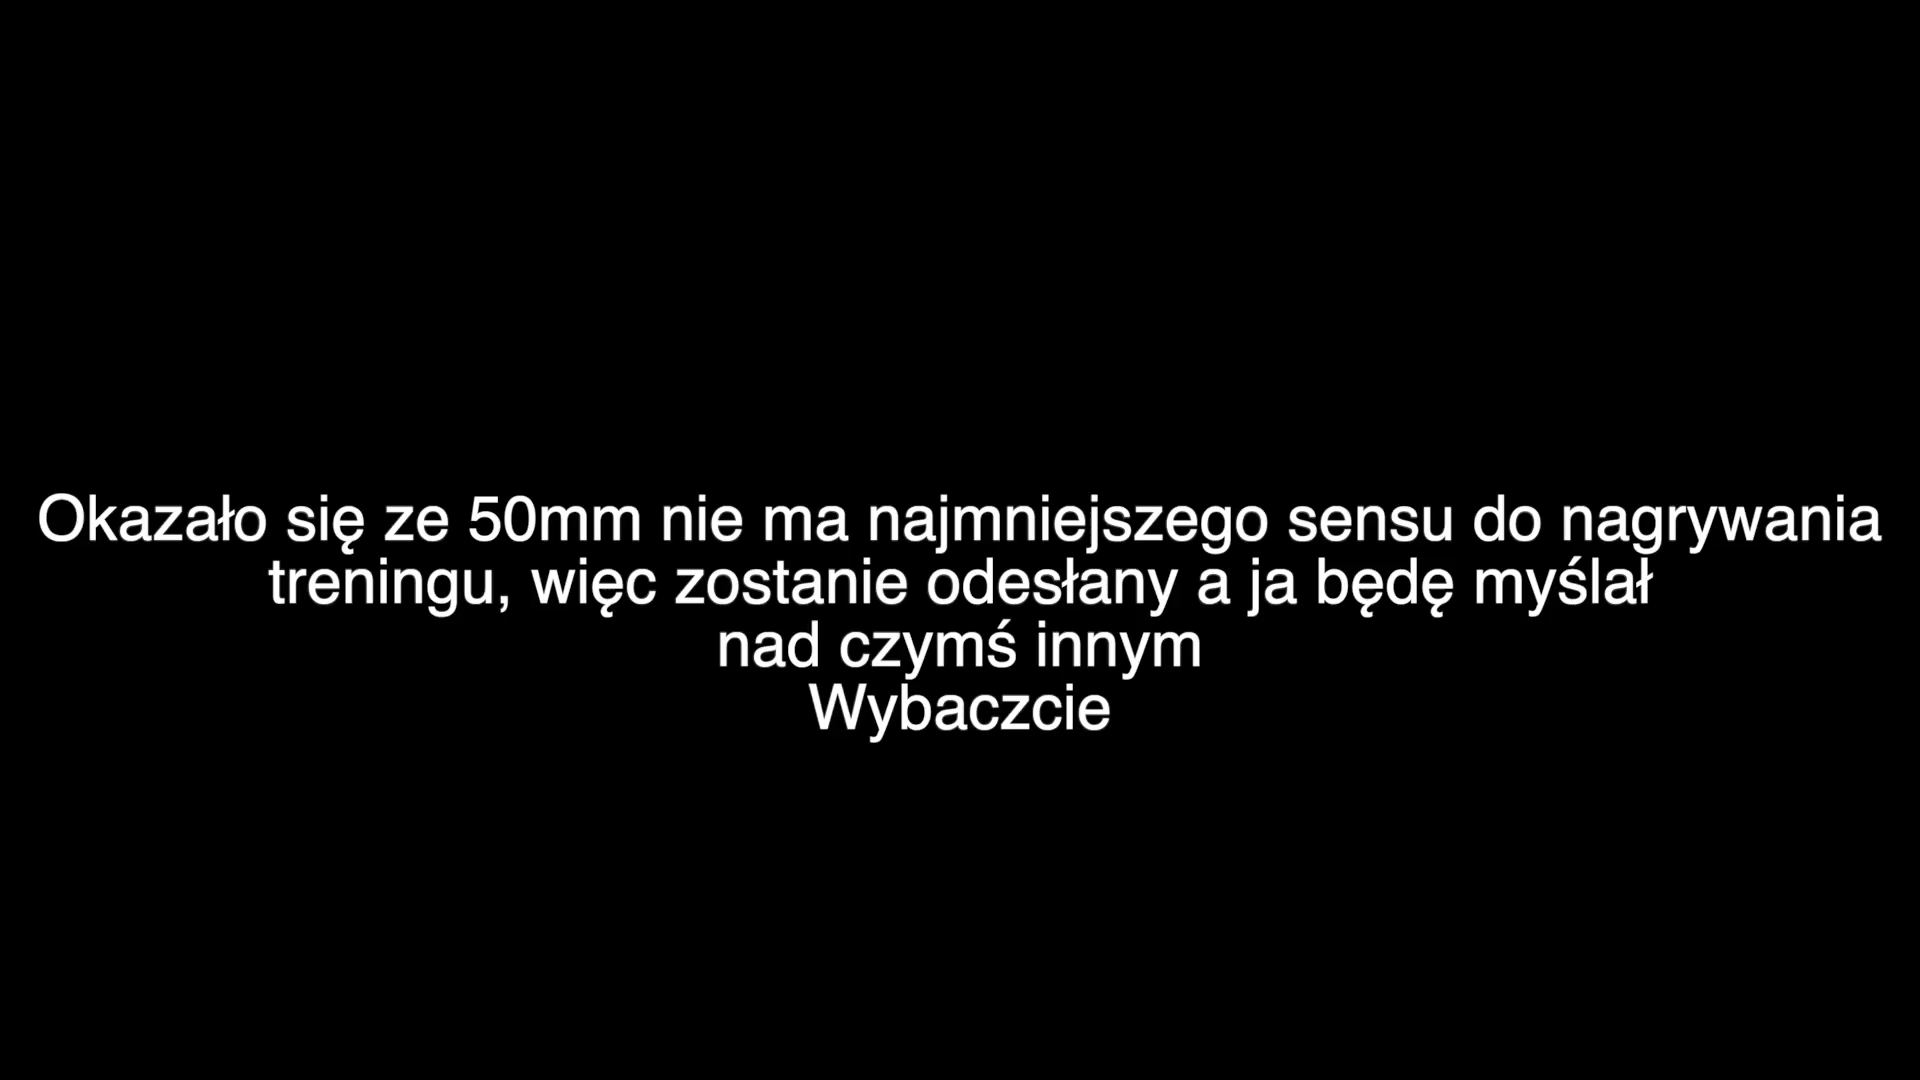 Okazało się ze 50mm nie ma najmniejszego sensu do nagrywania
treningu, więc zostanie odesłany a ja będę myślał
nad czymś innym
Wybaczcie